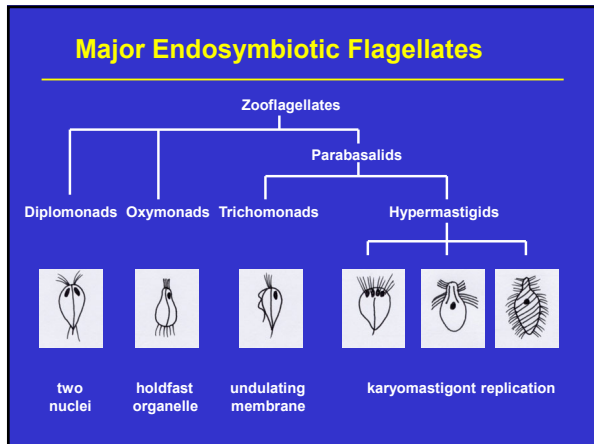 Major Endosymbiotic Flagellates
Zooflagellates
Parabasalids
Diplomonads Oxymonads Trichomonads Hypermastigids
two nuclei
holdfast organelle
undulating membrane
karyomastigont replication